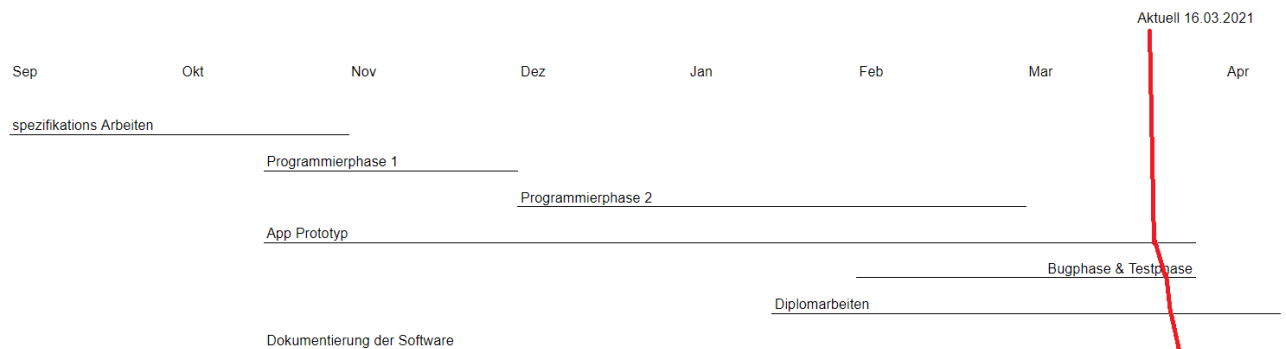 Aktuell 16.03.2021
Sep Okt Nov Dez Jan Feb Mar Apr
spezifikations Arbeiten
Programmierphase 1
Programmierphase 2
App Prototyp
Bugphase & Testphase
Diplomarbeiten
Dokumentierung der Software